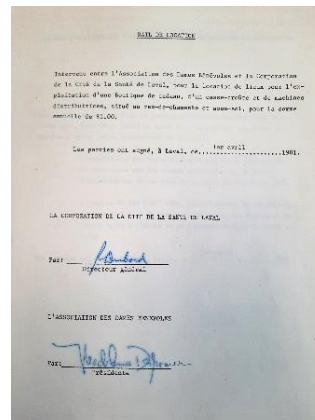 BAIL DE LOCATION
Intervenu entre l'Association des Dames Bénévoles et la Corporation
de la Cité de la Santé de Laval, pour la location de lieux pour l'ex-
ploitation d'une boutique de cadeau, d'un casse-croûte et de machines
distributrices, situé au rez-de-chaussée et sous-sol, pour la somme
annuelle de $1.00.
Les parties ont signé, à Laval, ce....1er avril....................1981.
LA CORPORATION DE LA CITE DE LA SANTE DE LAVAL
Par:
Directeur général
L'ASSOCIATION DES DAMES BENEVOLES
Par:
Présidente